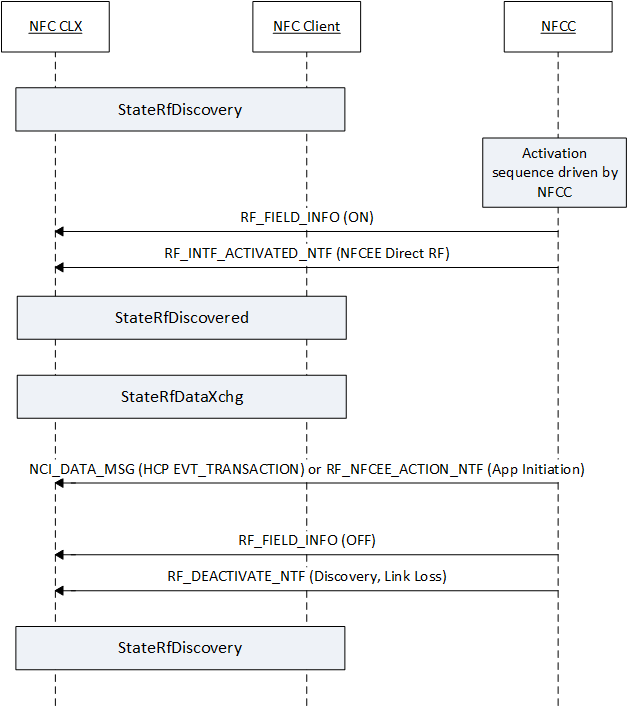 NFC CLX
NFC Client
NFCC
StateRfDiscovery
Activation
sequence driven by
NFCC
RF_FIELD_INFO (ON)
RF_INTF_ACTIVATED_NTF (NFCEE Direct RF)
StateRfDiscovered
StateRfDataXchg
NCI_DATA_MSG (HCP EVT_TRANSACTION) or RF_NFCEE_ACTION_NTF (App Initiation)
RF_FIELD_INFO (OFF)
RF_DEACTIVATE_NTF (Discovery, Link Loss)
StateRfDiscovery